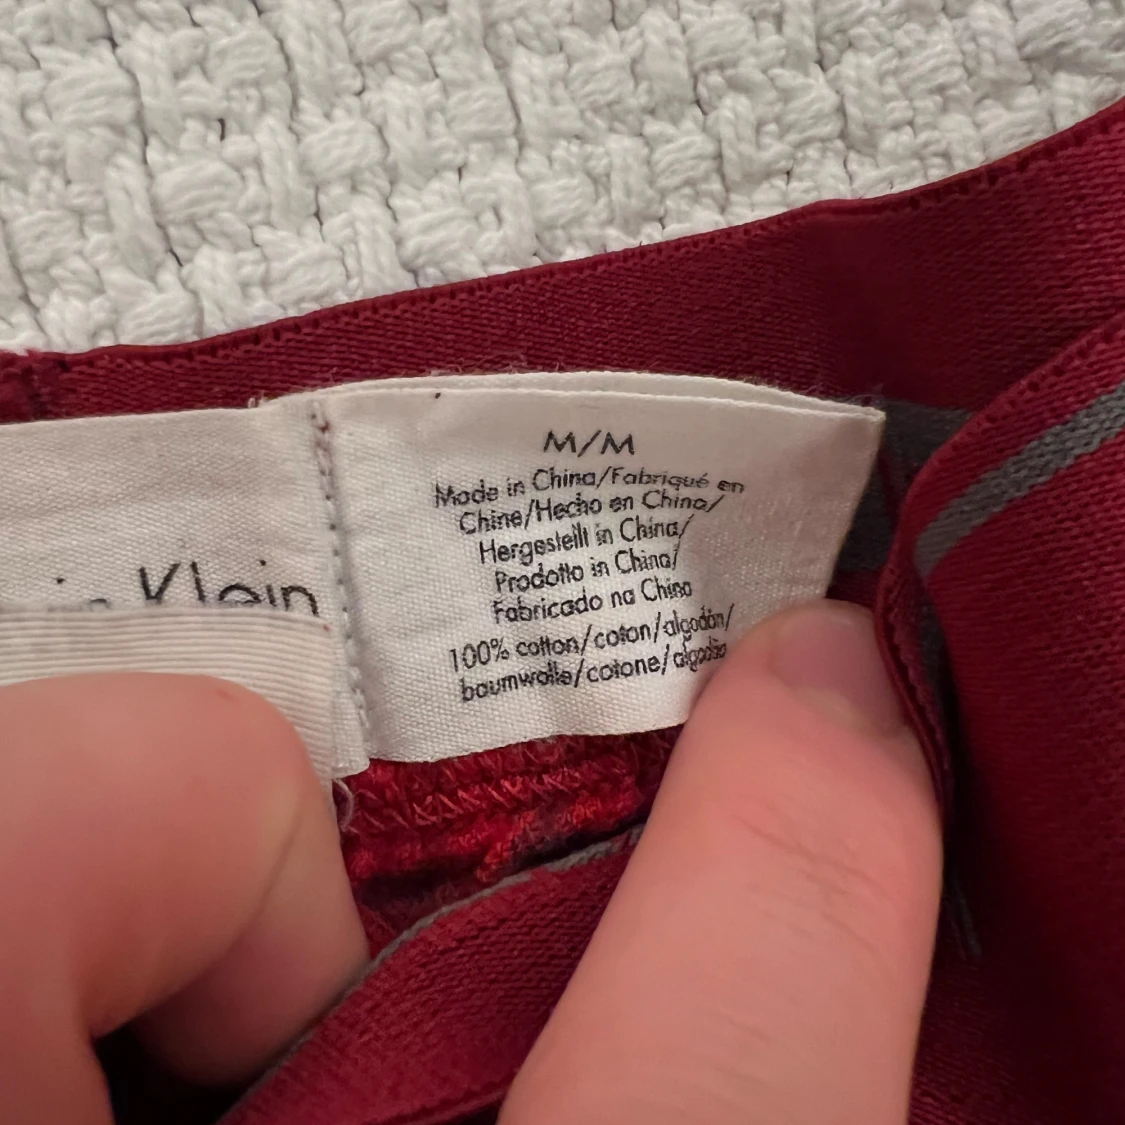 Klein
M/M
Made in China/Fabriqué en
Chine/Hecho en China/
Hergestellt in China/
Prodotto in China/
Fabricado na China
100% cotton/coton/algodón/
baumwolle/cotone/algodão